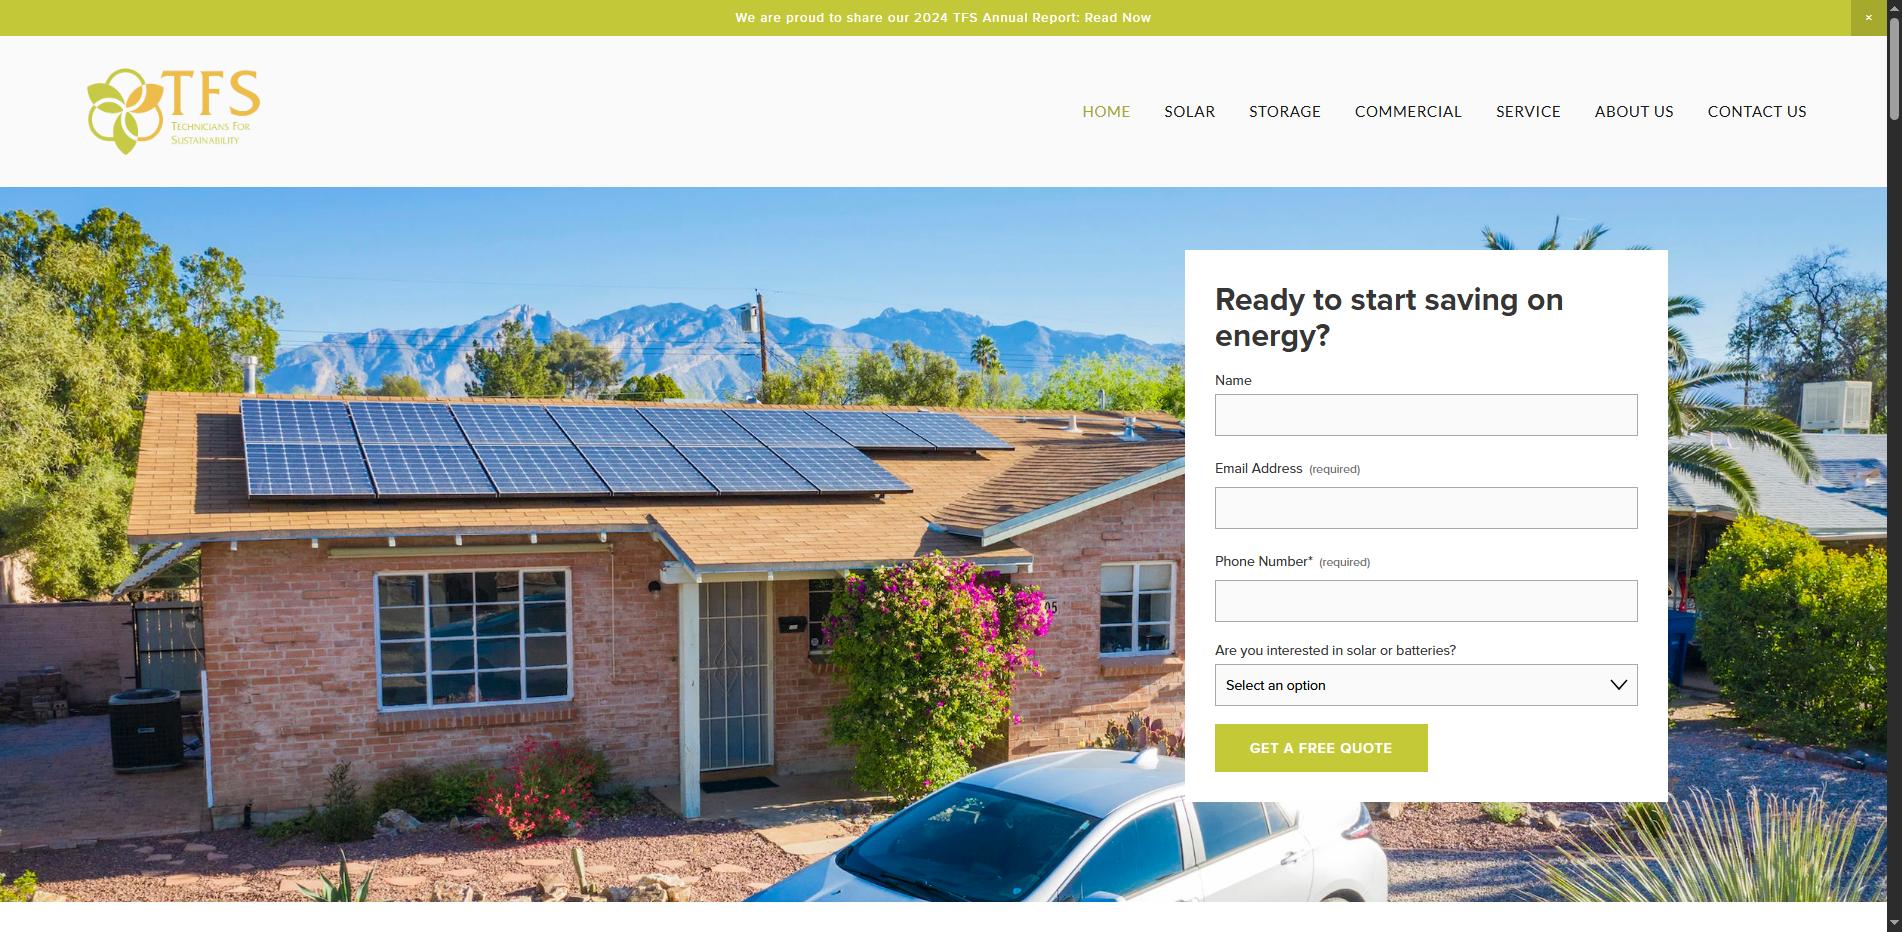 We are proud to share our 2024 TFS Annual Report: Read Now
×
TFS
TECHNICIANS FOR
SUSTAINABILITY
HOME
SOLAR
STORAGE
COMMERCIAL
SERVICE
ABOUT US
CONTACT US
Ready to start saving on
energy?
Name
Email Address (required)
Phone Number* (required)
Are you interested in solar or batteries?
Select an option
GET A FREE QUOTE
05